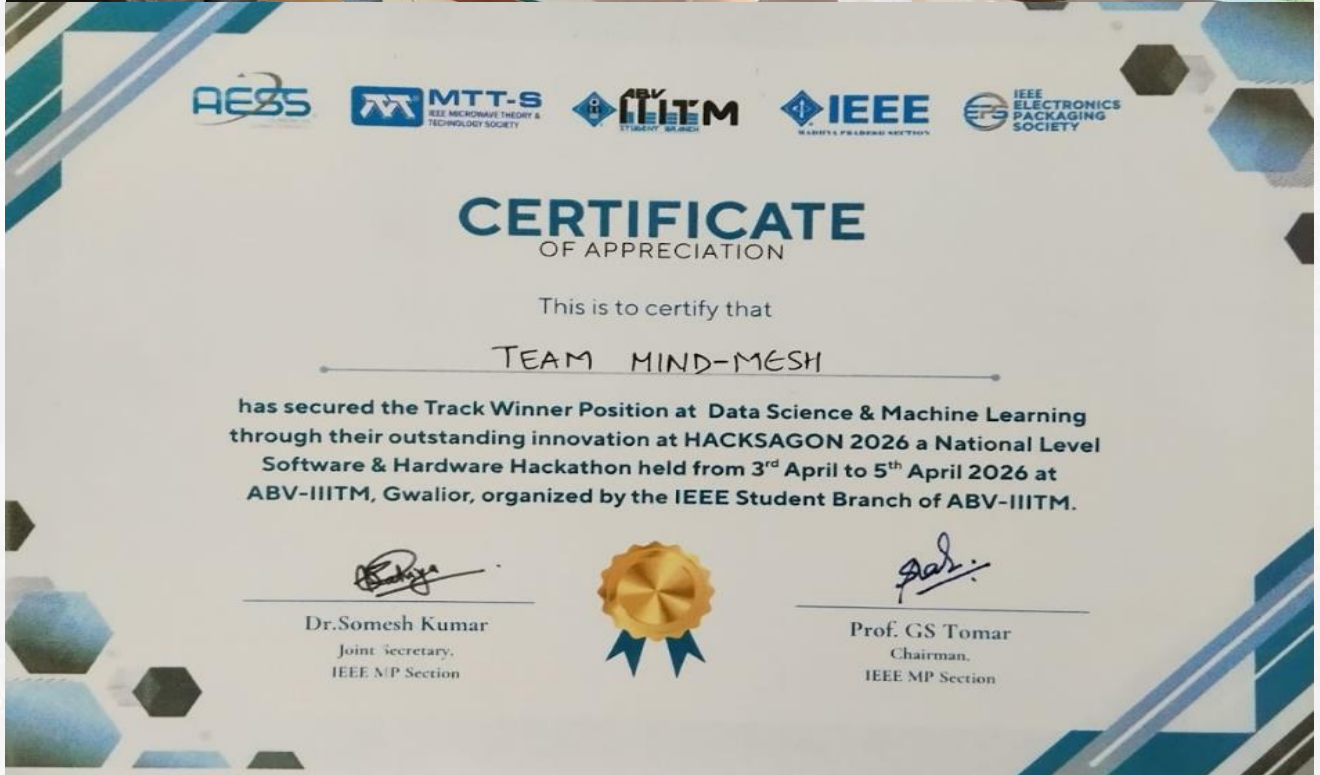 AESS
MTT-S
IEEE MICROWAVE THEORY &
TECHNOLOGY SOCIETY
ABV
IIITM
STUDENT BRANCH
IEEE
MADHYA PRADESH SECTION
IEEE
ELECTRONICS
PACKAGING
SOCIETY
EPS
CERTIFICATE
OF APPRECIATION
This is to certify that
TEAM MIND-MESH
has secured the Track Winner Position at Data Science & Machine Learning
through their outstanding innovation at HACKSAGON 2026 a National Level
Software & Hardware Hackathon held from 3rd April to 5th April 2026 at
ABV-IIITM, Gwalior, organized by the IEEE Student Branch of ABV-IIITM.
Dr.Somesh Kumar
Joint Secretary,
IEEE MP Section
Prof. GS Tomar
Chairman,
IEEE MP Section